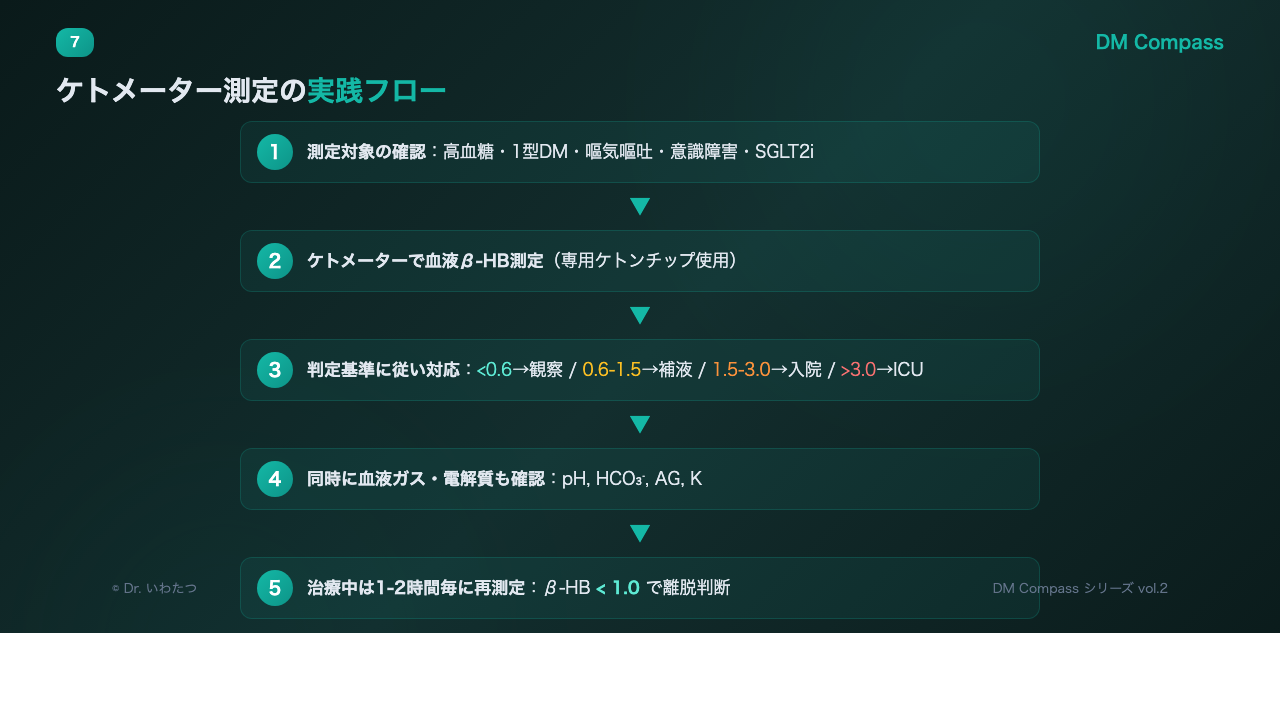 7
DM Compass
ケトメーター測定の実践フロー
1 測定対象の確認：高血糖・1型DM・嘔気嘔吐・意識障害・SGLT2i
▼
2 ケトメーターで血液β-HB測定（専用ケトンチップ使用）
▼
3 判定基準に従い対応：<0.6→観察 / 0.6-1.5→補液 / 1.5-3.0→入院 / >3.0→ICU
▼
4 同時に血液ガス・電解質も確認：pH, HCO₃⁻, AG, K
▼
5 治療中は1-2時間毎に再測定：β-HB < 1.0 で離脱判断
© Dr. いわたつ
DM Compass シリーズ vol.2